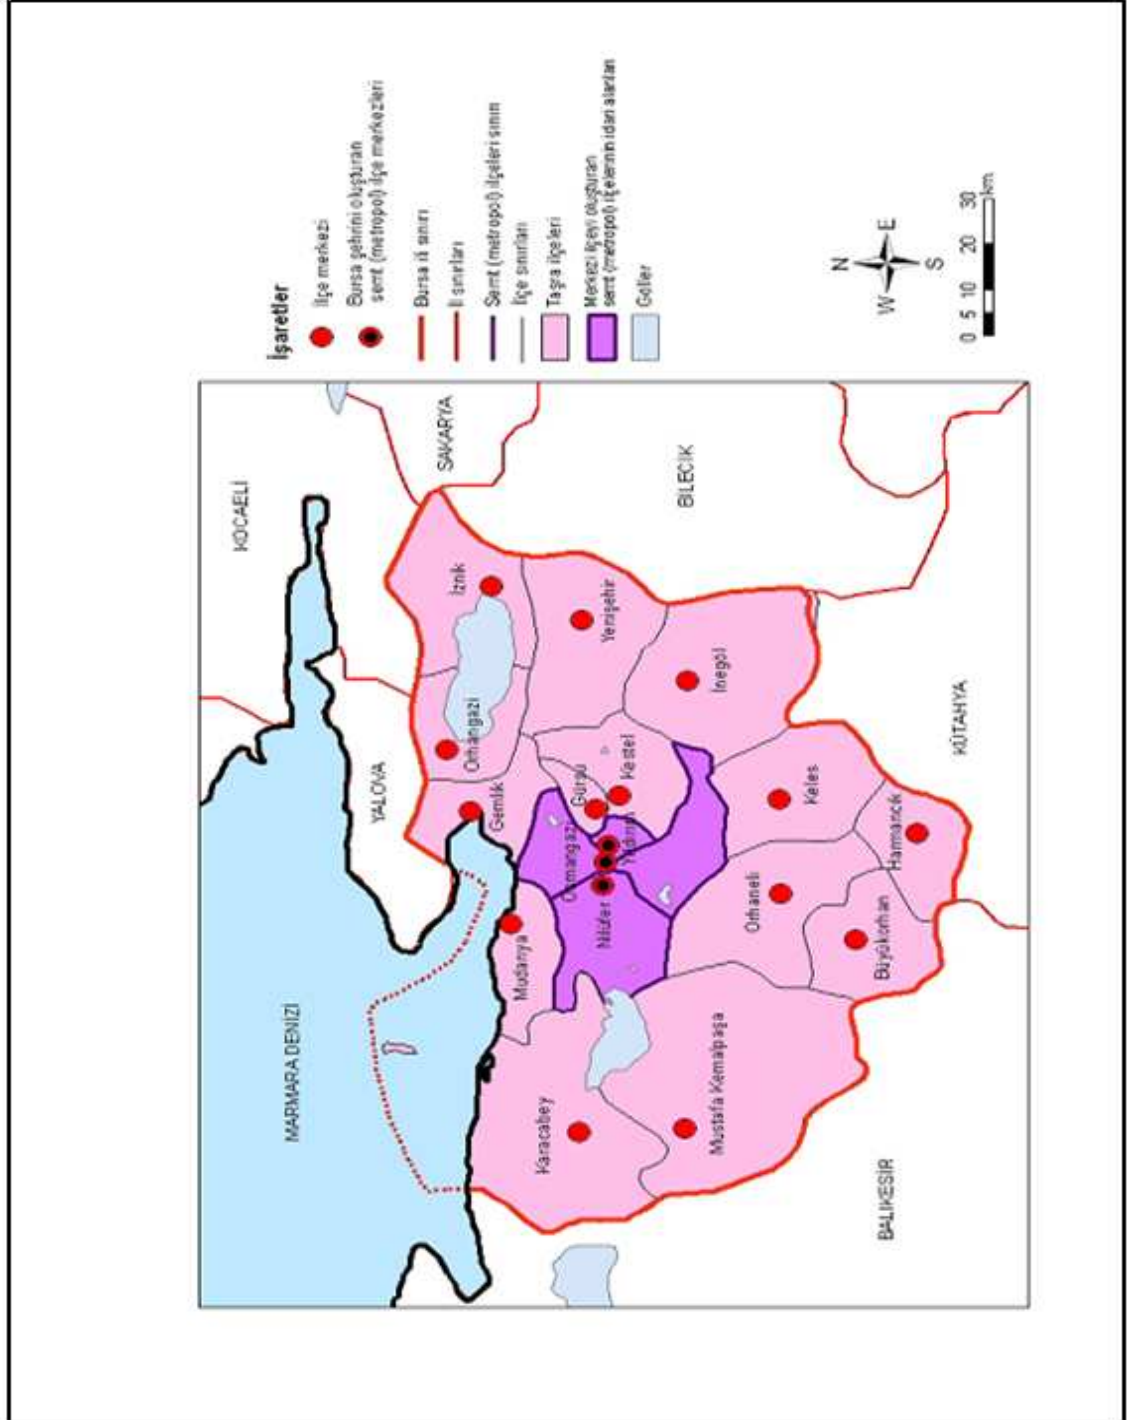 KOCAELİ
SAKARYA
MARMARA DENİZİ
YALOVA
BİLECİK
KÜTAHYA
BALIKESİR
İznik
Orhangazi
Gemlik
Yenişehir
İnegöl
Gürsu
Kestel
Osmangazi
Yıldırım
Nilüfer
Mudanya
Karacabey
Mustafa Kemalpaşa
Orhaneli
Keles
Harmancık
Büyükorhan
İşaretler
İlçe merkezi
Bursa şehrini oluşturan
semt (metropol) ilçe merkezleri
Bursa il sınırı
İl sınırları
Semt (metropol) ilçeleri sınırı
İlçe sınırları
Taşra ilçeleri
Merkezi ilçeyi oluşturan
semt (metropol) ilçelerinin idari alanları
Göller
N
W E
S
0 5 10 20 30
km